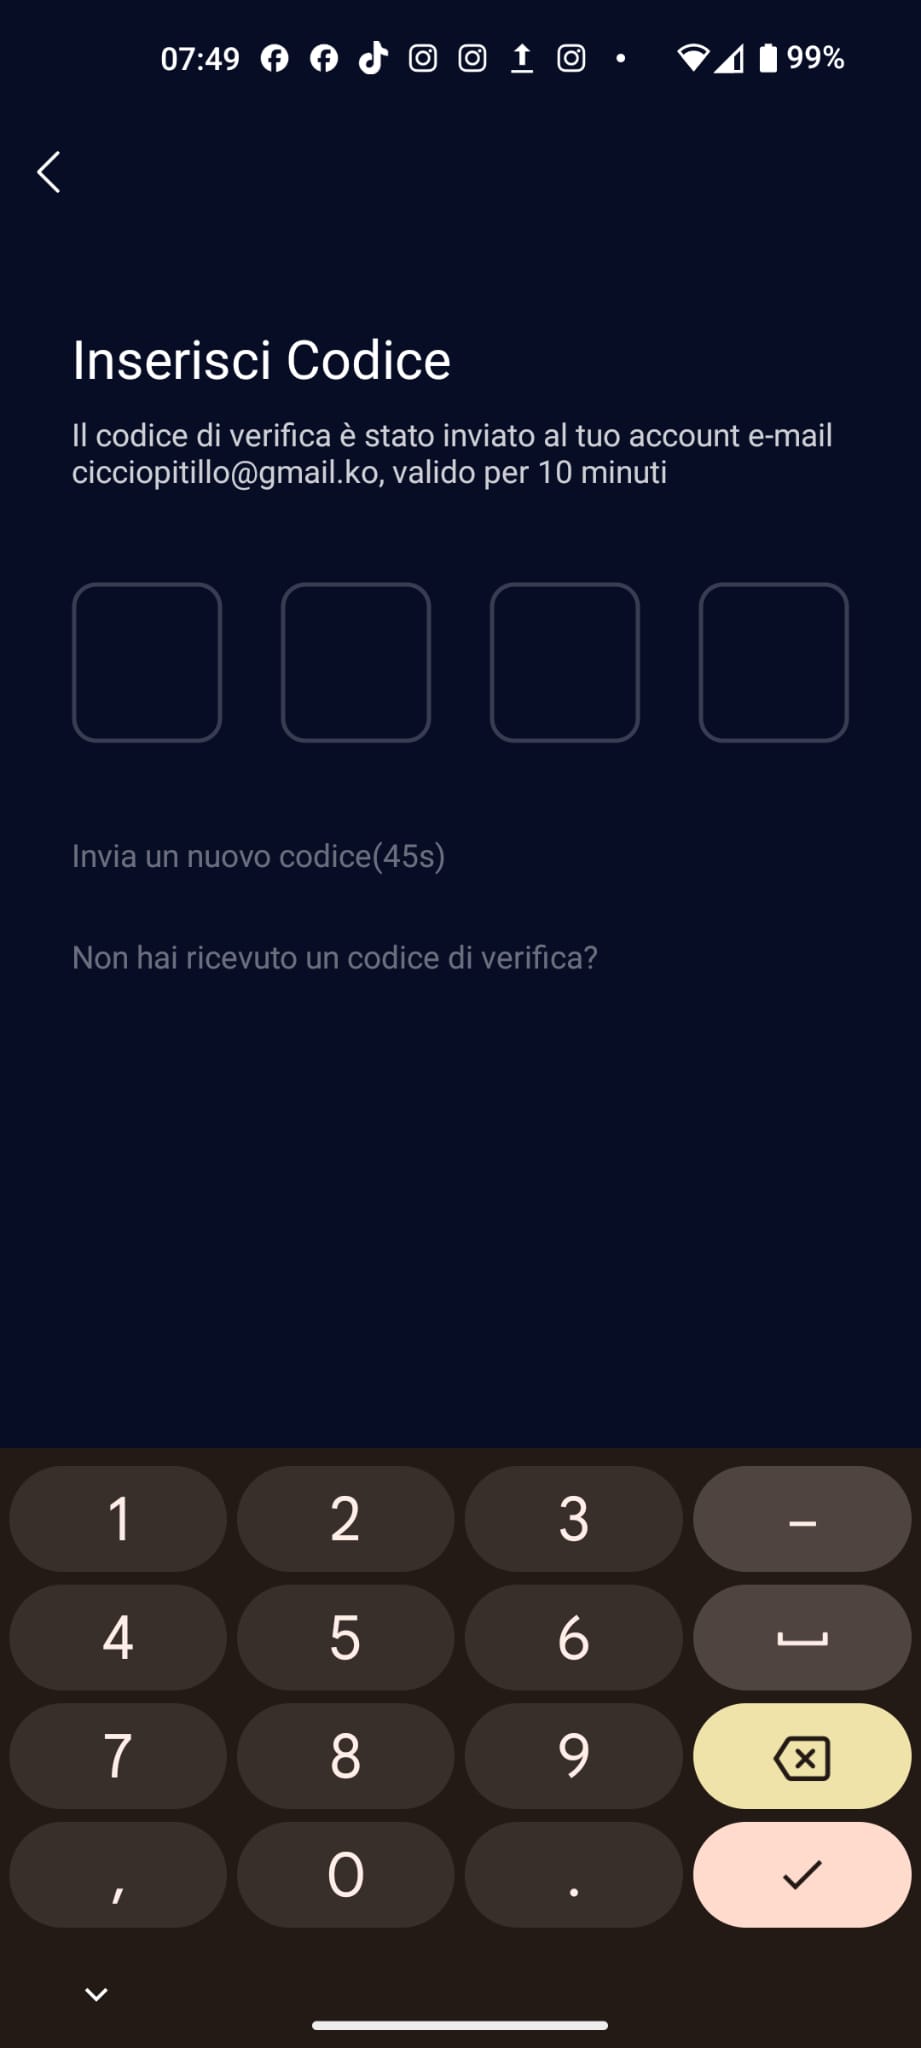 07:49
99%
Inserisci Codice
Il codice di verifica è stato inviato al tuo account e-mail
cicciopitillo@gmail.ko, valido per 10 minuti
Invia un nuovo codice(45s)
Non hai ricevuto un codice di verifica?
1 2 3 –
4 5 6
7 8 9
, 0 .